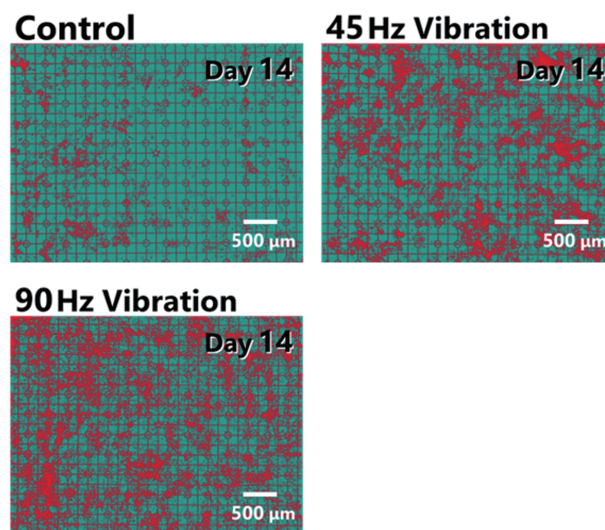 Control
Day 14
500 μm
45 Hz Vibration
Day 14
500 μm
90 Hz Vibration
Day 14
500 μm